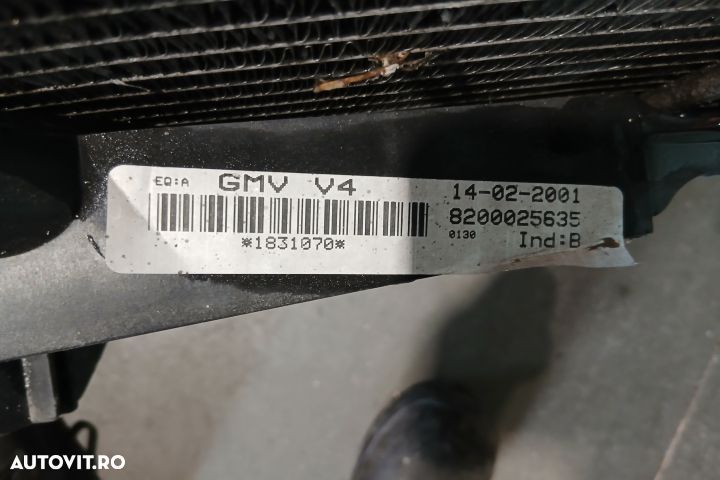 EQ:A GMV V4 14-02-2001
8200025635
*1831070* 0130 Ind:B
AUTOVIT.RO